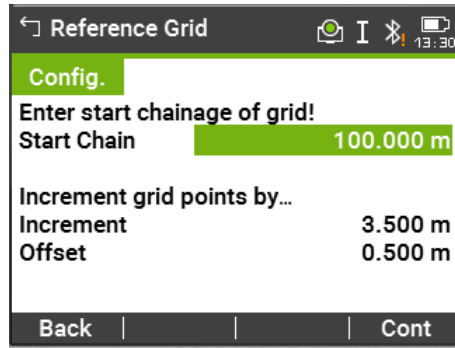 Reference Grid
I
13:30
Config.
Enter start chainage of grid!
Start Chain 100.000 m
Increment grid points by…
Increment 3.500 m
Offset 0.500 m
Back Cont